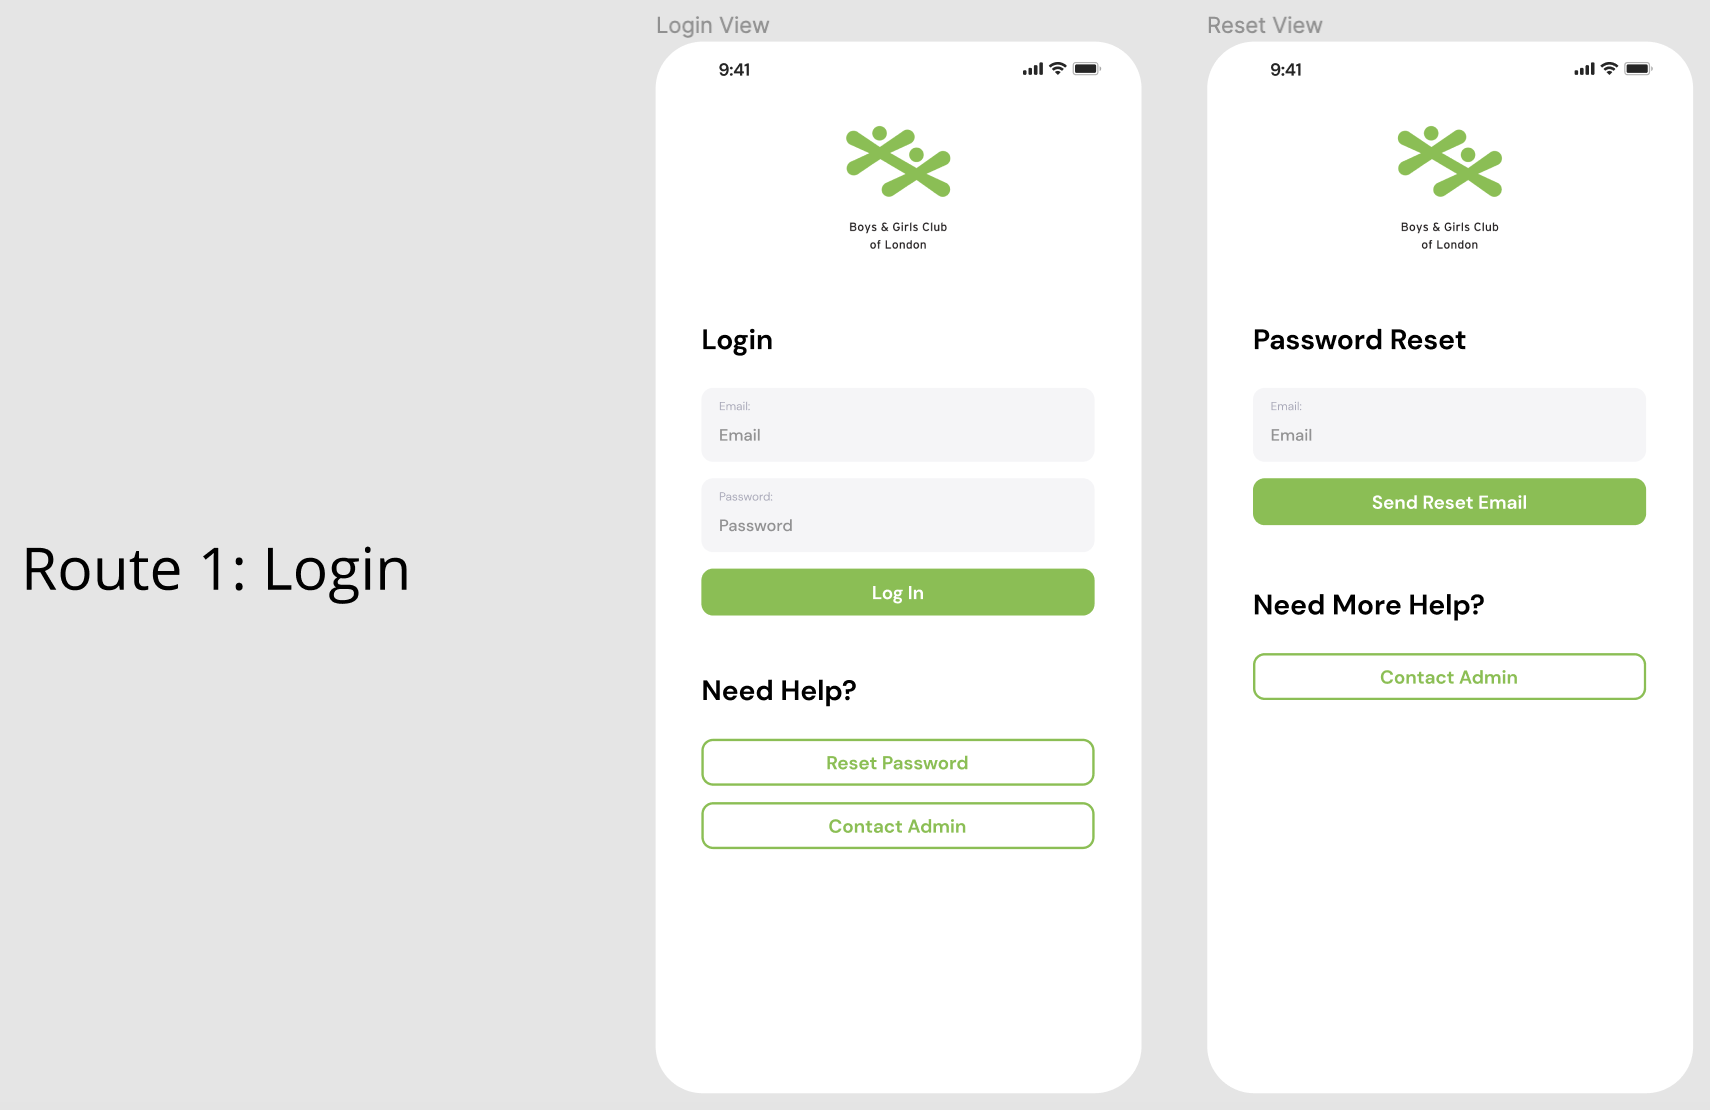 Login View
Reset View
9:41
9:41
Boys & Girls Club
of London
Boys & Girls Club
of London
Route 1: Login
Login
Email:
Email
Password:
Password
Log In
Need Help?
Reset Password
Contact Admin
Password Reset
Email:
Email
Send Reset Email
Need More Help?
Contact Admin